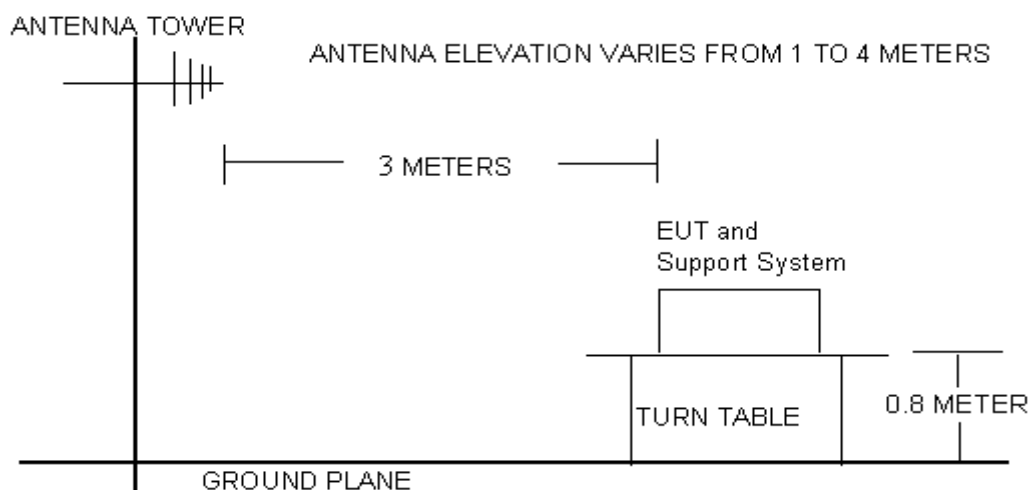 ANTENNA TOWER
ANTENNA ELEVATION VARIES FROM 1 TO 4 METERS
3 METERS
EUT and
Support System
0.8 METER
TURN TABLE
GROUND PLANE